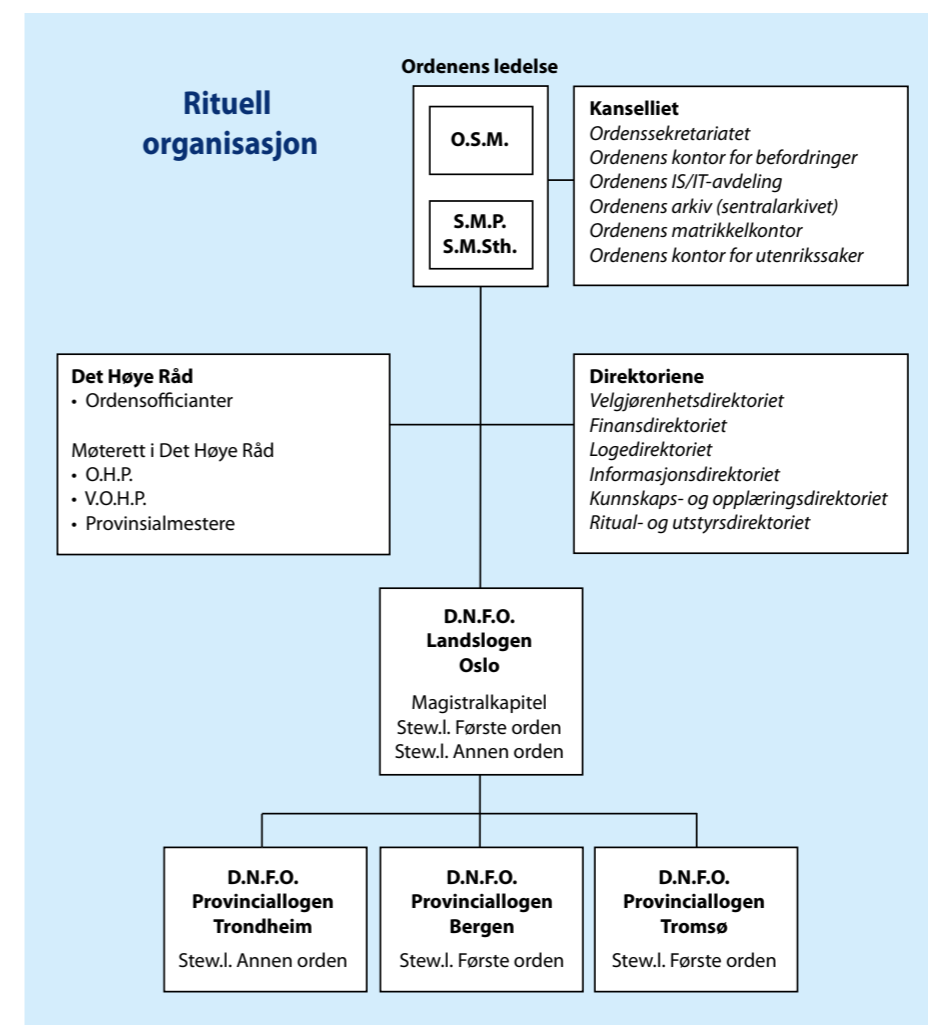 Rituell
organisasjon
Ordenens ledelse
O.S.M.
S.M.P.
S.M.Sth.
Kanselliet
Ordenssekretariatet
Ordenens kontor for befordringer
Ordenens IS/IT-avdeling
Ordenens arkiv (sentralarkivet)
Ordenens matrikkelkontor
Ordenens kontor for utenrikssaker
Det Høye Råd
• Ordensofficianter
Møterett i Det Høye Råd
• O.H.P.
• V.O.H.P.
• Provinsialmestere
Direktoriene
Velgjørenhetsdirektoriet
Finansdirektoriet
Logedirektoriet
Informasjonsdirektoriet
Kunnskaps- og opplæringsdirektoriet
Ritual- og utstyrsdirektoriet
D.N.F.O.
Landslogen
Oslo
Magistralkapitel
Stew.l. Første orden
Stew.l. Annen orden
D.N.F.O.
Provinciallogen
Trondheim
Stew.l. Annen orden
D.N.F.O.
Provinciallogen
Bergen
Stew.l. Første orden
D.N.F.O.
Provinciallogen
Tromsø
Stew.l. Første orden